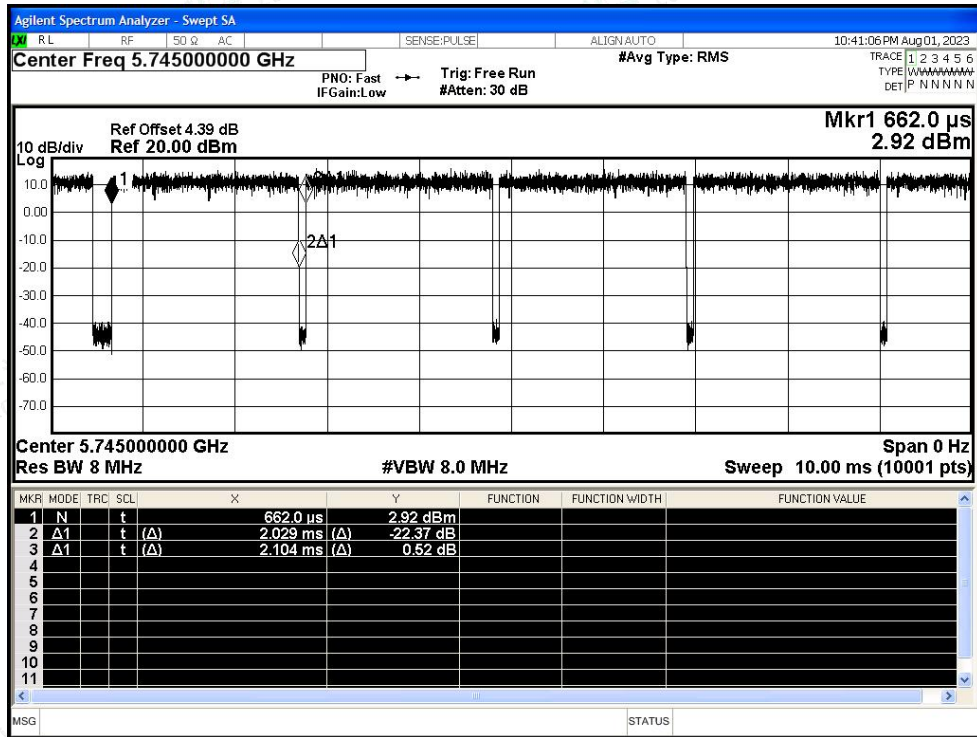 Agilent Spectrum Analyzer - Swept SA
LXI RL RF 50 Ω AC SENSE:PULSE ALIGN AUTO 10:41:06 PM Aug 01, 2023
Center Freq 5.745000000 GHz #Avg Type: RMS TRACE 1 2 3 4 5 6
PNO: Fast Trig: Free Run TYPE
IFGain:Low #Atten: 30 dB DET P N N N N N
Mkr1 662.0 µs
Ref Offset 4.39 dB 2.92 dBm
10 dB/div Ref 20.00 dBm
Log
10.0
1
0.00
-10.0
2Δ1
-20.0
-30.0
-40.0
-50.0
-60.0
-70.0
Center 5.745000000 GHz Span 0 Hz
Res BW 8 MHz #VBW 8.0 MHz Sweep 10.00 ms (10001 pts)
MKR MODE TRC SCL X Y FUNCTION FUNCTION WIDTH FUNCTION VALUE
1 N t 662.0 µs 2.92 dBm
2 Δ1 t (Δ) 2.029 ms (Δ) -22.37 dB
3 Δ1 t (Δ) 2.104 ms (Δ) 0.52 dB
4
5
6
7
8
9
10
11
MSG STATUS